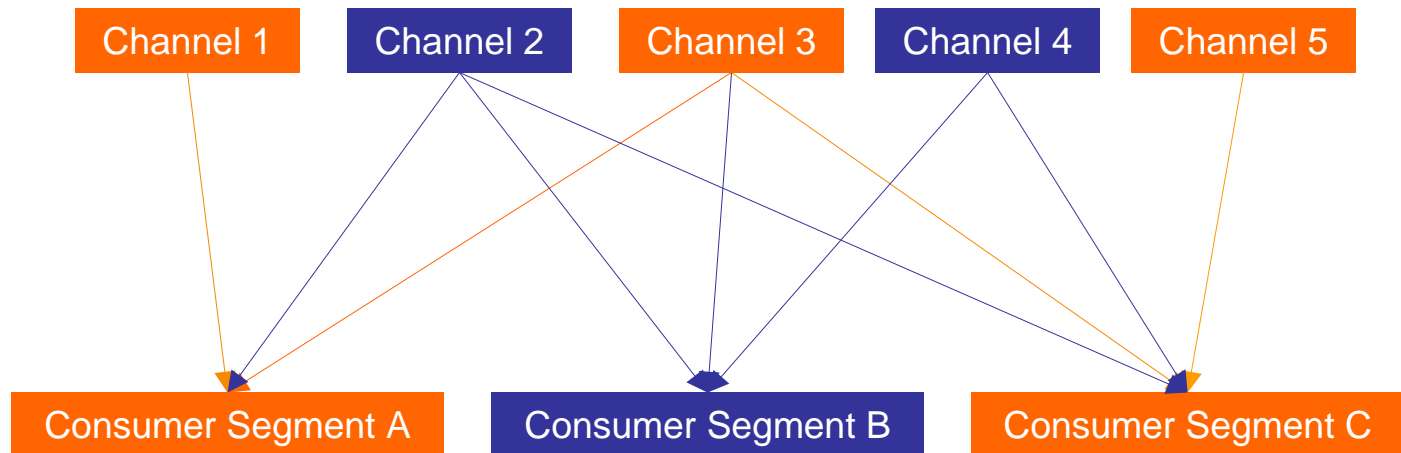 Channel 1
Channel 2
Channel 3
Channel 4
Channel 5
Consumer Segment A
Consumer Segment B
Consumer Segment C